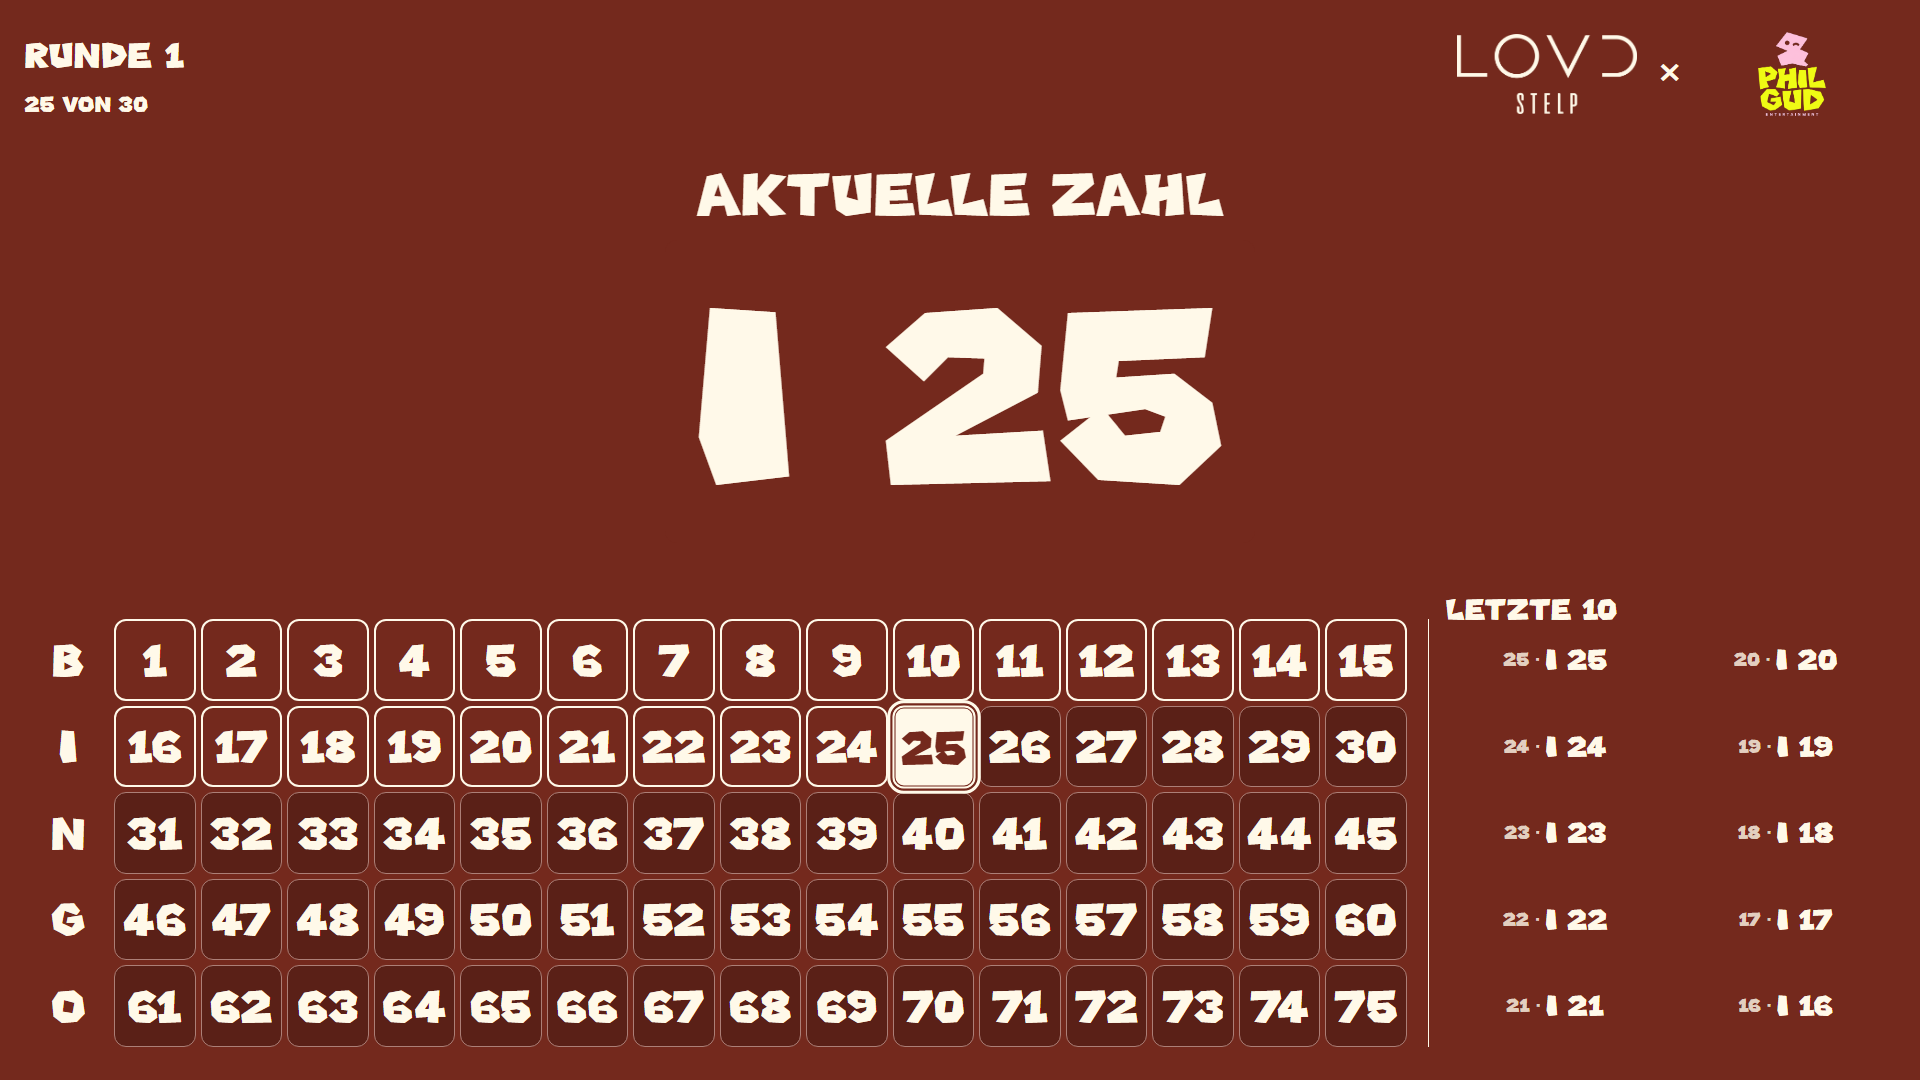 RUNDE 1
25 VON 30
LOVD
STELP
×
PHIL
GUD
ENTERTAINMENT
AKTUELLE ZAHL
I 25
LETZTE 10
B 1 2 3 4 5 6 7 8 9 10 11 12 13 14 15
I 16 17 18 19 20 21 22 23 24 25 26 27 28 29 30
N 31 32 33 34 35 36 37 38 39 40 41 42 43 44 45
G 46 47 48 49 50 51 52 53 54 55 56 57 58 59 60
O 61 62 63 64 65 66 67 68 69 70 71 72 73 74 75
25 · I 25
24 · I 24
23 · I 23
22 · I 22
21 · I 21
20 · I 20
19 · I 19
18 · I 18
17 · I 17
16 · I 16